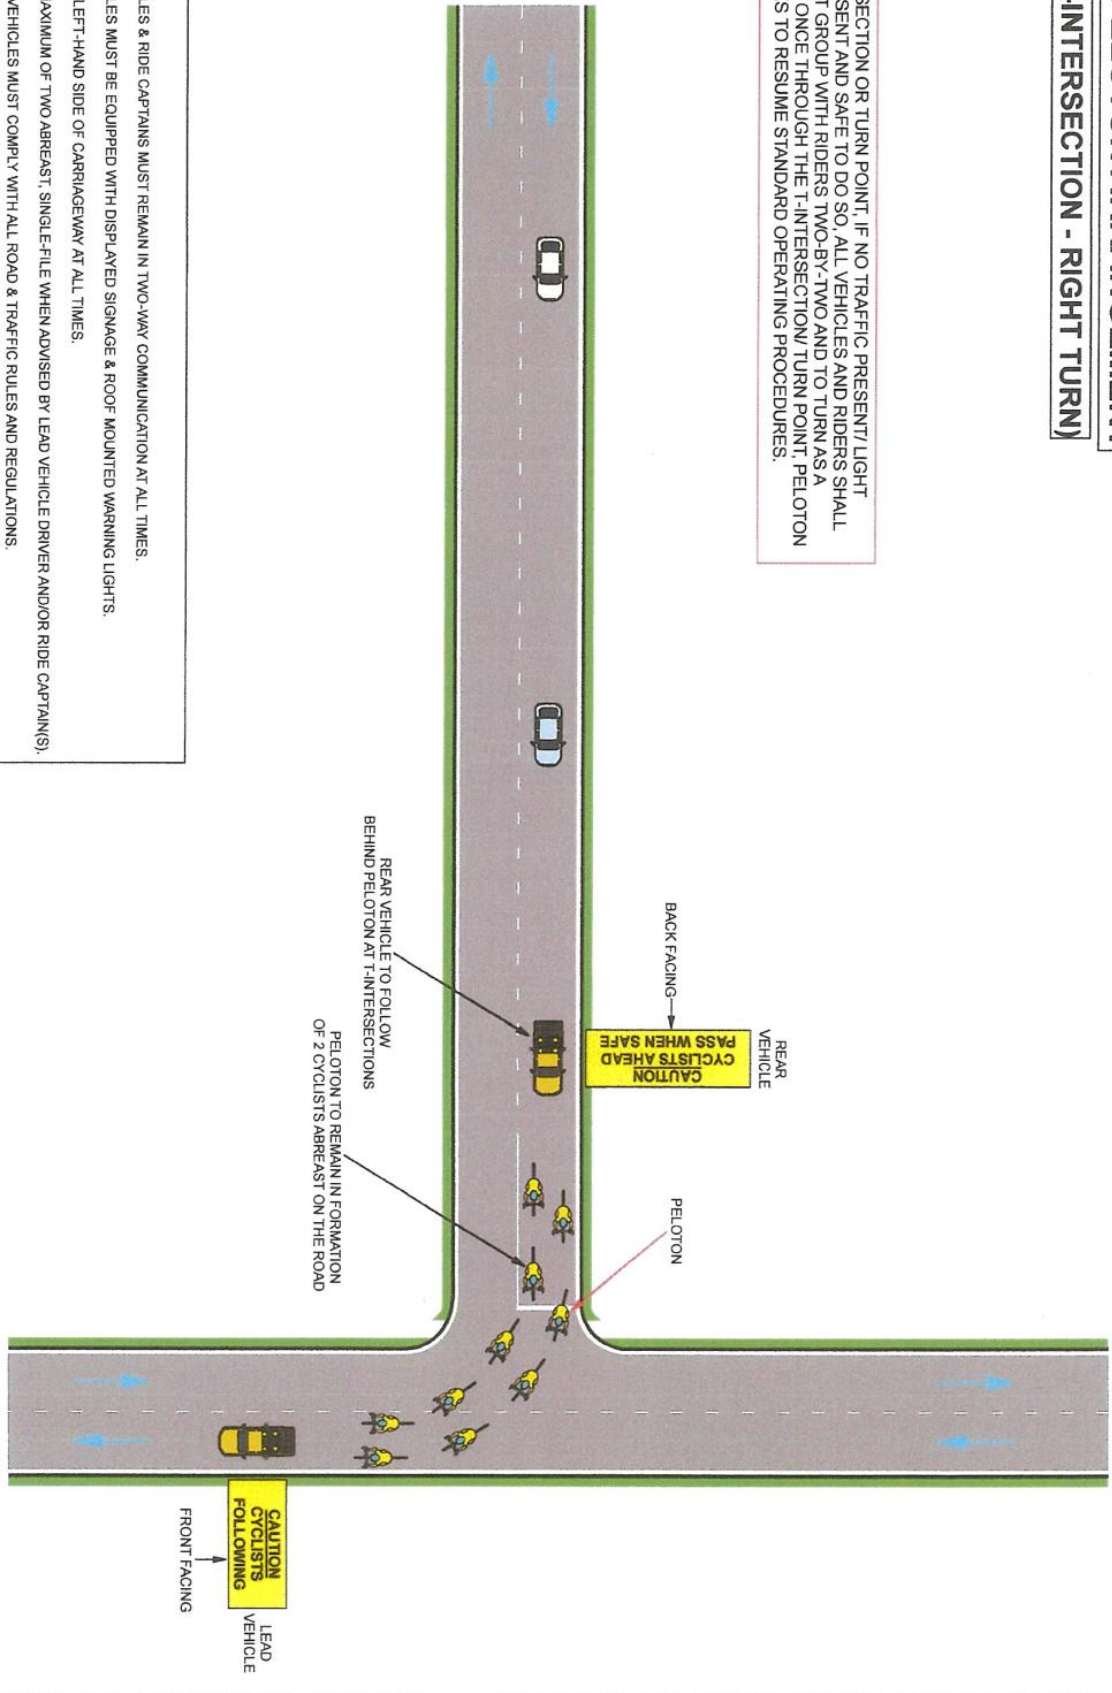 -INTERSECTION - RIGHT TURN)
SECTION OR TURN POINT, IF NO TRAFFIC PRESENT/ LIGHT
SENT AND SAFE TO DO SO, ALL VEHICLES AND RIDERS SHALL
T GROUP WITH RIDERS TWO-BY-TWO AND TO TURN AS A
ONCE THROUGH THE T-INTERSECTION/ TURN POINT, PELOTON
S TO RESUME STANDARD OPERATING PROCEDURES.
REAR
VEHICLE
BACK FACING
CAUTION
CYCLISTS AHEAD
PASS WHEN SAFE
PELOTON
REAR VEHICLE TO FOLLOW
BEHIND PELOTON AT T-INTERSECTIONS
PELOTON TO REMAIN IN FORMATION
OF 2 CYCLISTS ABREAST ON THE ROAD
CAUTION
CYCLISTS
FOLLOWING
LEAD
VEHICLE
FRONT FACING
LES & RIDE CAPTAINS MUST REMAIN IN TWO-WAY COMMUNICATION AT ALL TIMES.
LES MUST BE EQUIPPED WITH DISPLAYED SIGNAGE & ROOF MOUNTED WARNING LIGHTS.
LEFT-HAND SIDE OF CARRIAGEWAY AT ALL TIMES.
AXIMUM OF TWO ABREAST, SINGLE-FILE WHEN ADVISED BY LEAD VEHICLE DRIVER AND/OR RIDE CAPTAIN(S).
VEHICLES MUST COMPLY WITH ALL ROAD & TRAFFIC RULES AND REGULATIONS.